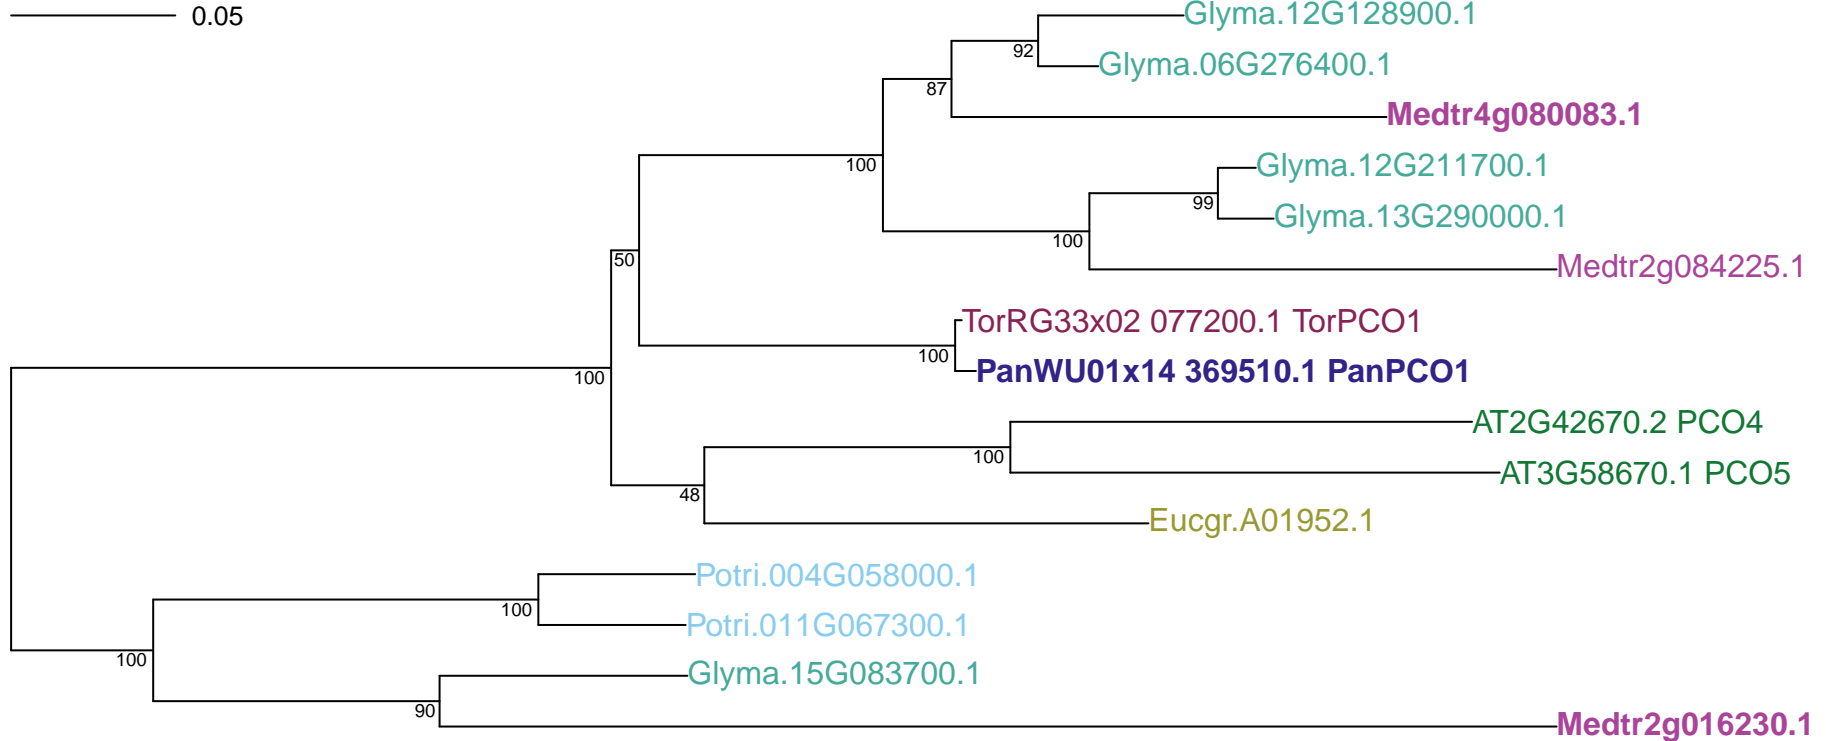 0.05
Glyma.12G128900.1
92
Glyma.06G276400.1
87
Medtr4g080083.1
100
Glyma.12G211700.1
99
Glyma.13G290000.1
100
50
Medtr2g084225.1
TorRG33x02 077200.1 TorPCO1
100
PanWU01x14 369510.1 PanPCO1
100
AT2G42670.2 PCO4
100
AT3G58670.1 PCO5
48
Eucgr.A01952.1
Potri.004G058000.1
100
Potri.011G067300.1
100
Glyma.15G083700.1
90
Medtr2g016230.1